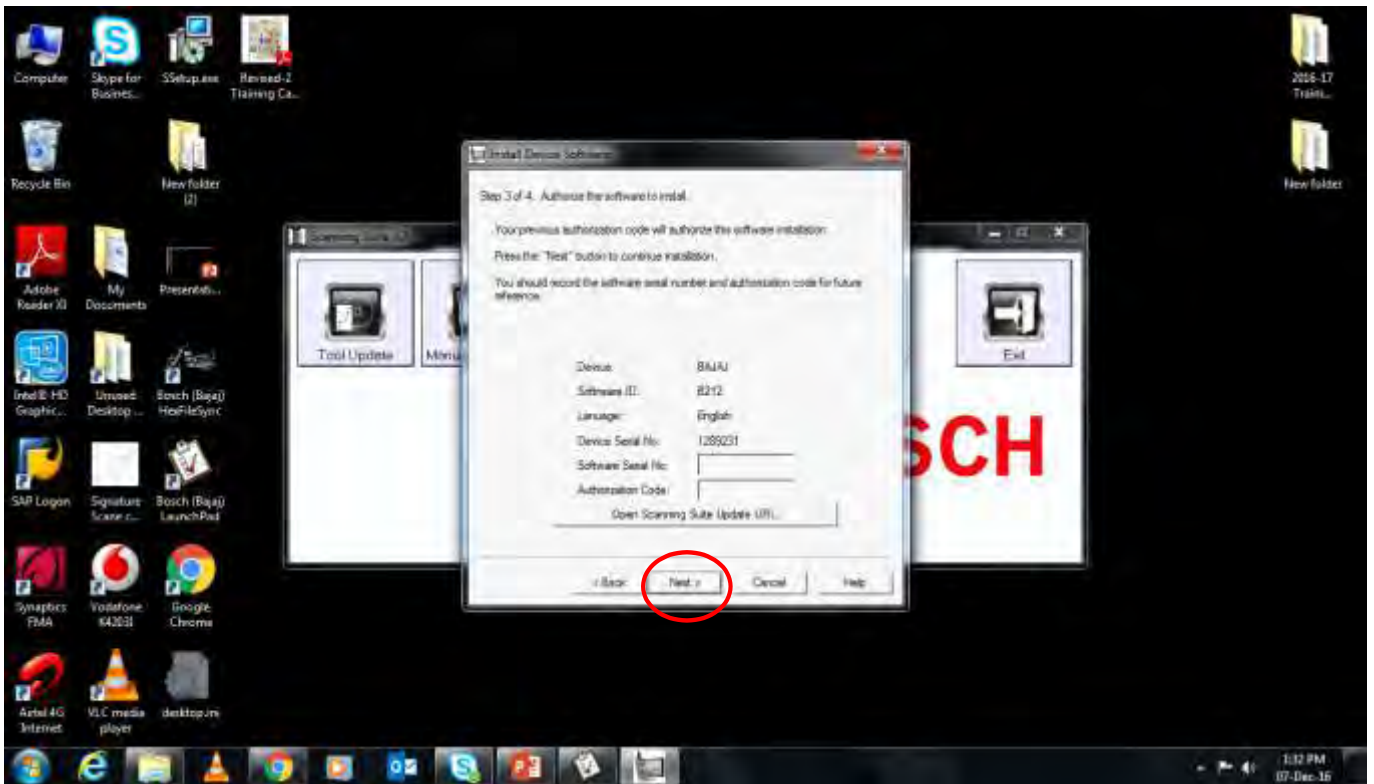 Computer
Skype for
Busines...
SSetup.exe
Revised-2
Training Ca...
2016-17
Traini...
Recycle Bin
New folder
(2)
New folder
Install Device Software
Step 3 of 4. Authorize the software to install.
Your previous authorization code will authorize this software installation.
Press the "Next" button to continue installation.
You should record the software serial number and authorization code for future
reference.
Device: BAJAJ
Software ID: B212
Language: English
Device Serial No: 1289231
Software Serial No:
Authorization Code:
Open Scanning Suite Update URL...
< Back
Next >
Cancel
Help
Scanning Suite
Tool Update
Manu
Exit
SCH
Adobe
Reader XI
My
Documents
Presentati...
Intel® HD
Graphic...
Unused
Desktop ...
Bosch (Bajaj)
HexFileSync
SAP Logon
Signature
Scane c...
Bosch (Bajaj)
LaunchPad
Synaptics
FMA
Vodafone
K4203i
Google
Chrome
Airtel 4G
Internet
VLC media
player
desktop.ini
1:32 PM
07-Dec-16